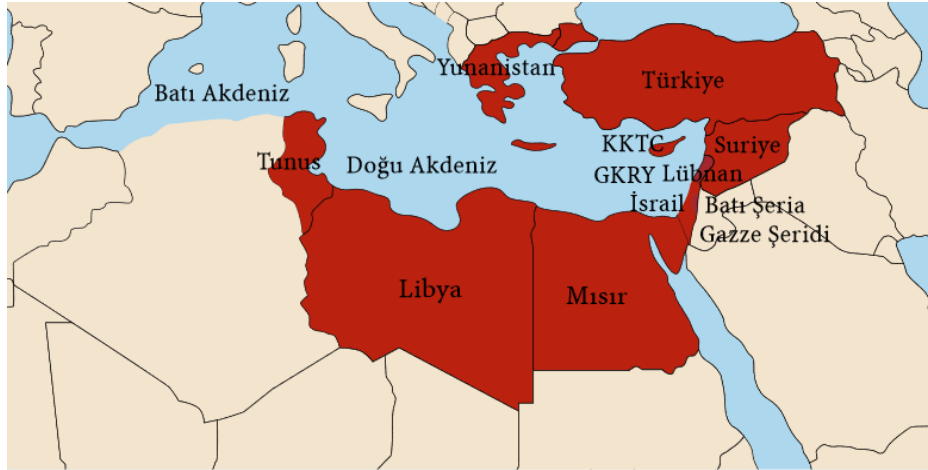 Yunanistan
Türkiye
Batı Akdeniz
KKTC
Suriye
Tunus
Doğu Akdeniz
GKRY
Lübnan
İsrail
Batı Şeria
Gazze Şeridi
Libya
Mısır